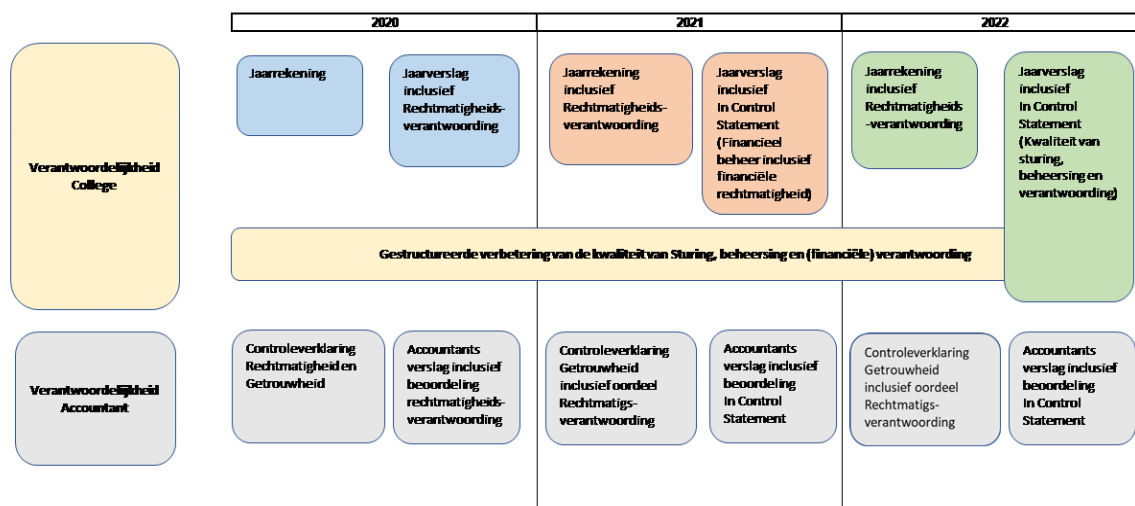 2020
2021
2022
Verantwoordelijkheid
College
Jaarekening
Jaarverslag
inclusief
Rechtmatigheids-
verantwoording
Jaarrekening
inclusief
Rechtmatigheids-
verantwoording
Jaarverslag
inclusief
In Control
Statement
(Financieel
beheer inclusief
financiële
rechtmatigheid)
Jaarrekening
inclusief
Rechtmatigheids
-verantwoording
Jaarverslag
inclusief
In Control
Statement
(Kwaliteit van
sturing,
beheersing en
verantwoording)
Gestructureerde verbetering van de kwaliteit van Sturing, beheersing en (financiële) verantwoording
Verantwoordelijkheid
Accountant
Controleverklaring
Rechtmatigheid en
Getrouwheid
Accountants
verslag inclusief
beoordeling
rechtmatigheids-
verantwoording
Controleverklaring
Getrouwheid
inclusief oordeel
Rechtmatigs-
verantwoording
Accountants
verslag inclusief
beoordeling
In Control
Statement
Controleverklaring
Getrouwheid
inclusief oordeel
Rechtmatigs-
verantwoording
Accountants
verslag inclusief
beoordeling
In Control
Statement